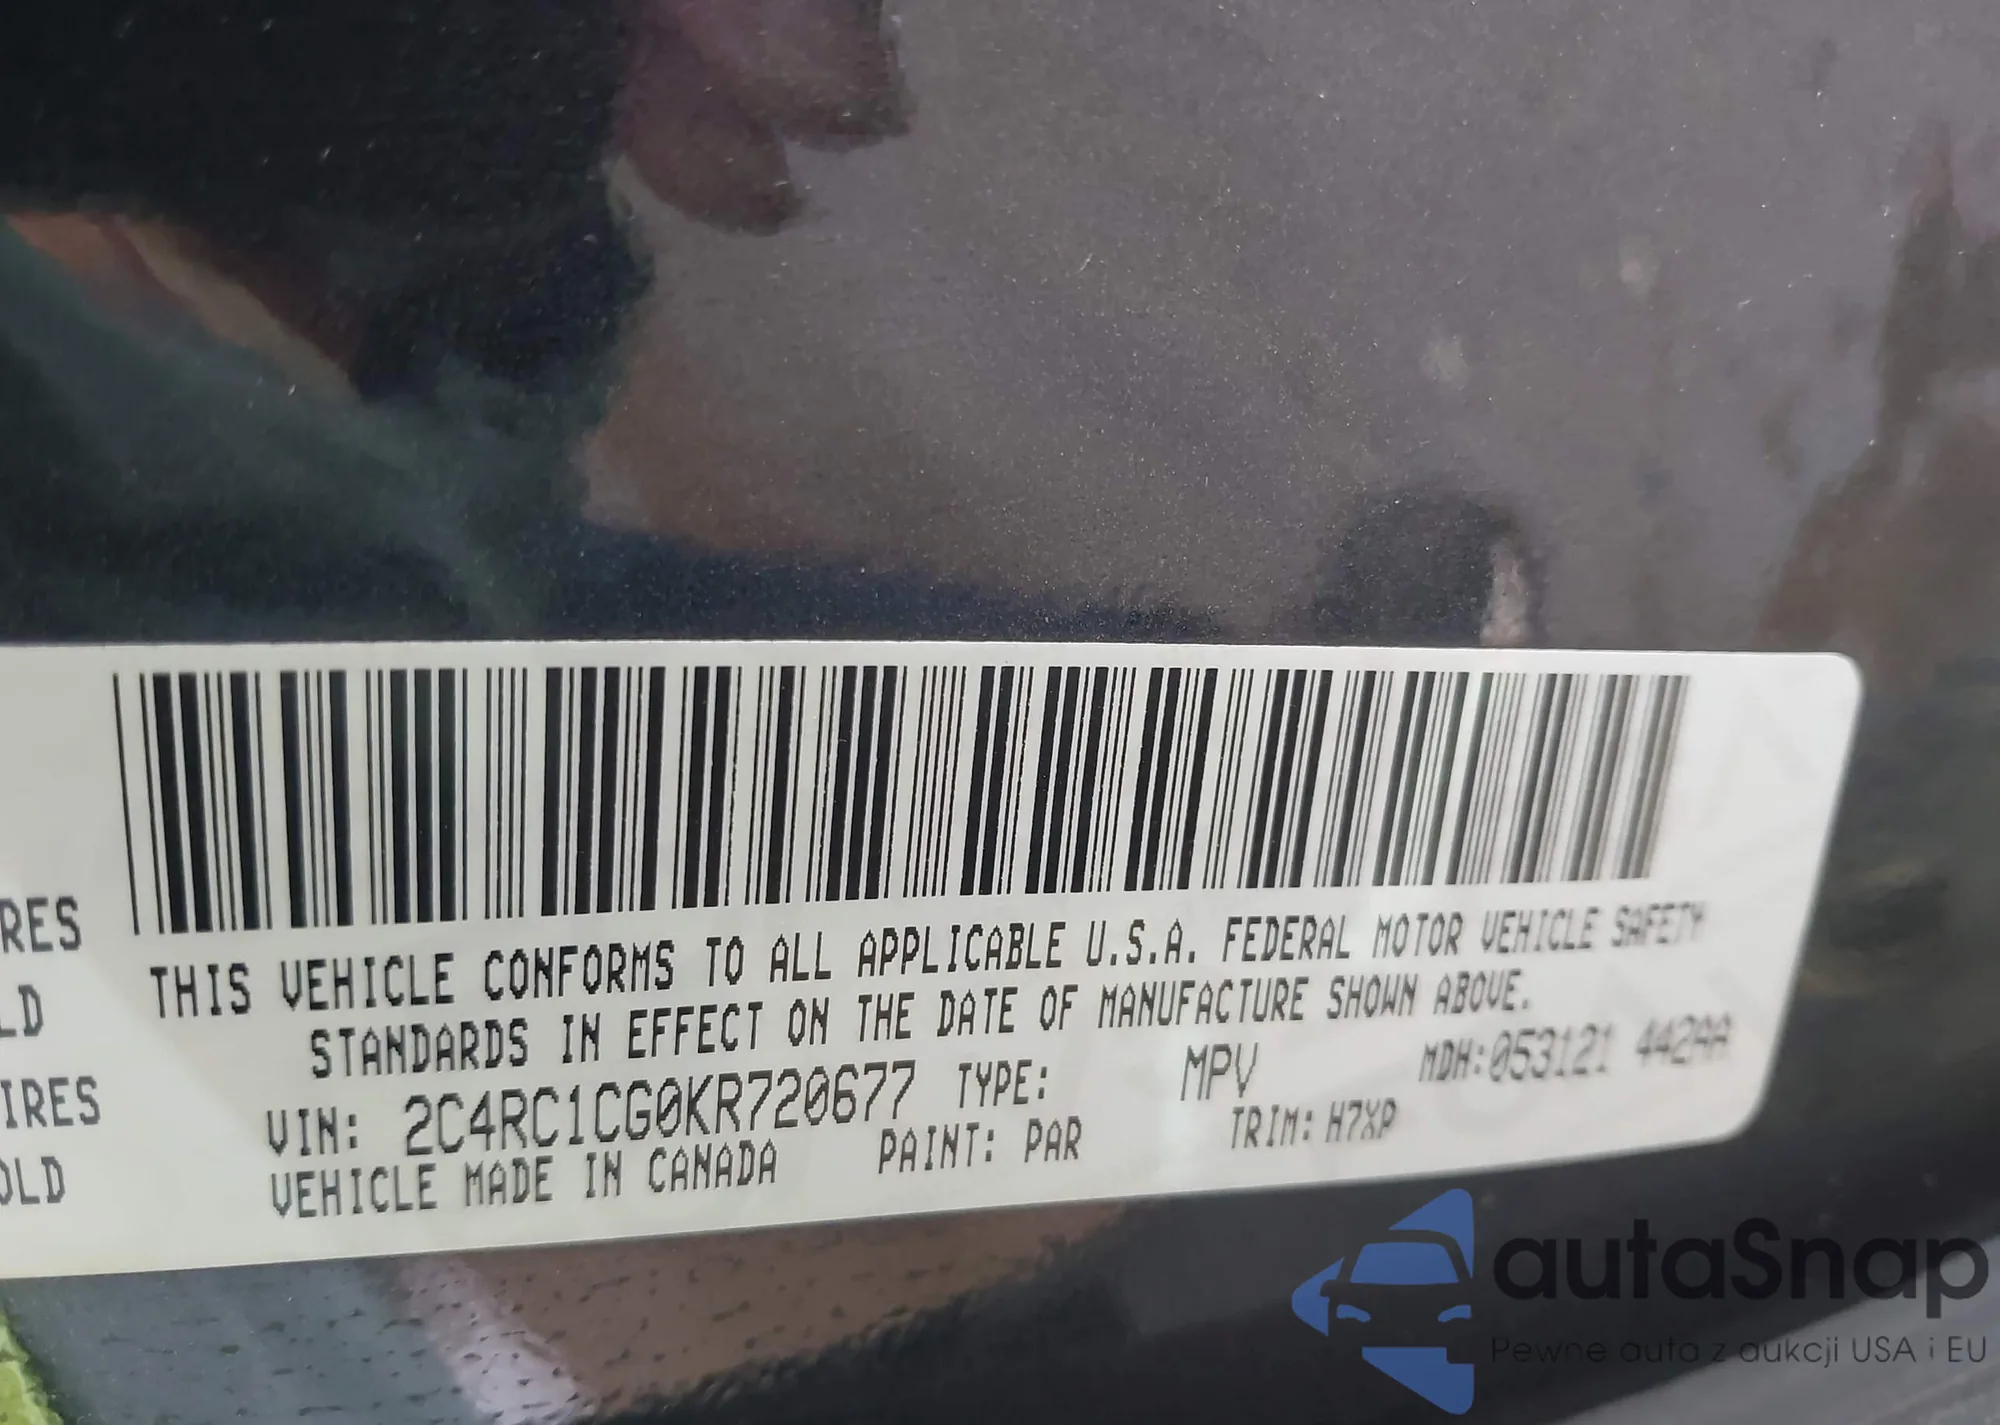 RES
LD
IRES
OLD
THIS VEHICLE CONFORMS TO ALL APPLICABLE U.S.A. FEDERAL MOTOR VEHICLE SAFETY
STANDARDS IN EFFECT ON THE DATE OF MANUFACTURE SHOWN ABOVE.
VIN: 2C4RC1CG0KR720677 TYPE: MPV MDH:053121 442AA
VEHICLE MADE IN CANADA PAINT: PAR TRIM: H7XP
autaSnap
Pewne auta z aukcji USA i EU